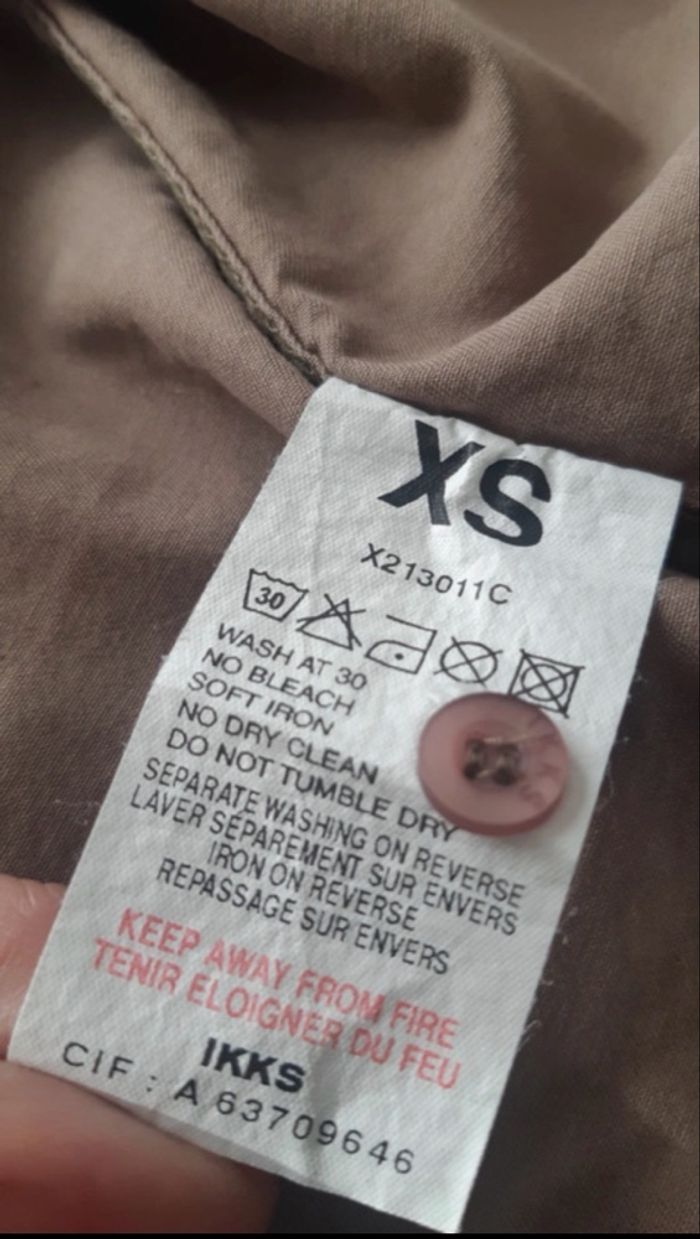 XS
X213011C
30
WASH AT 30
NO BLEACH
SOFT IRON
NO DRY CLEAN
DO NOT TUMBLE DRY
SEPARATE WASHING ON REVERSE
LAVER SEPAREMENT SUR ENVERS
IRON ON REVERSE
REPASSAGE SUR ENVERS
KEEP AWAY FROM FIRE
TENIR ELOIGNER DU FEU
IKKS
CIF : A 63709646